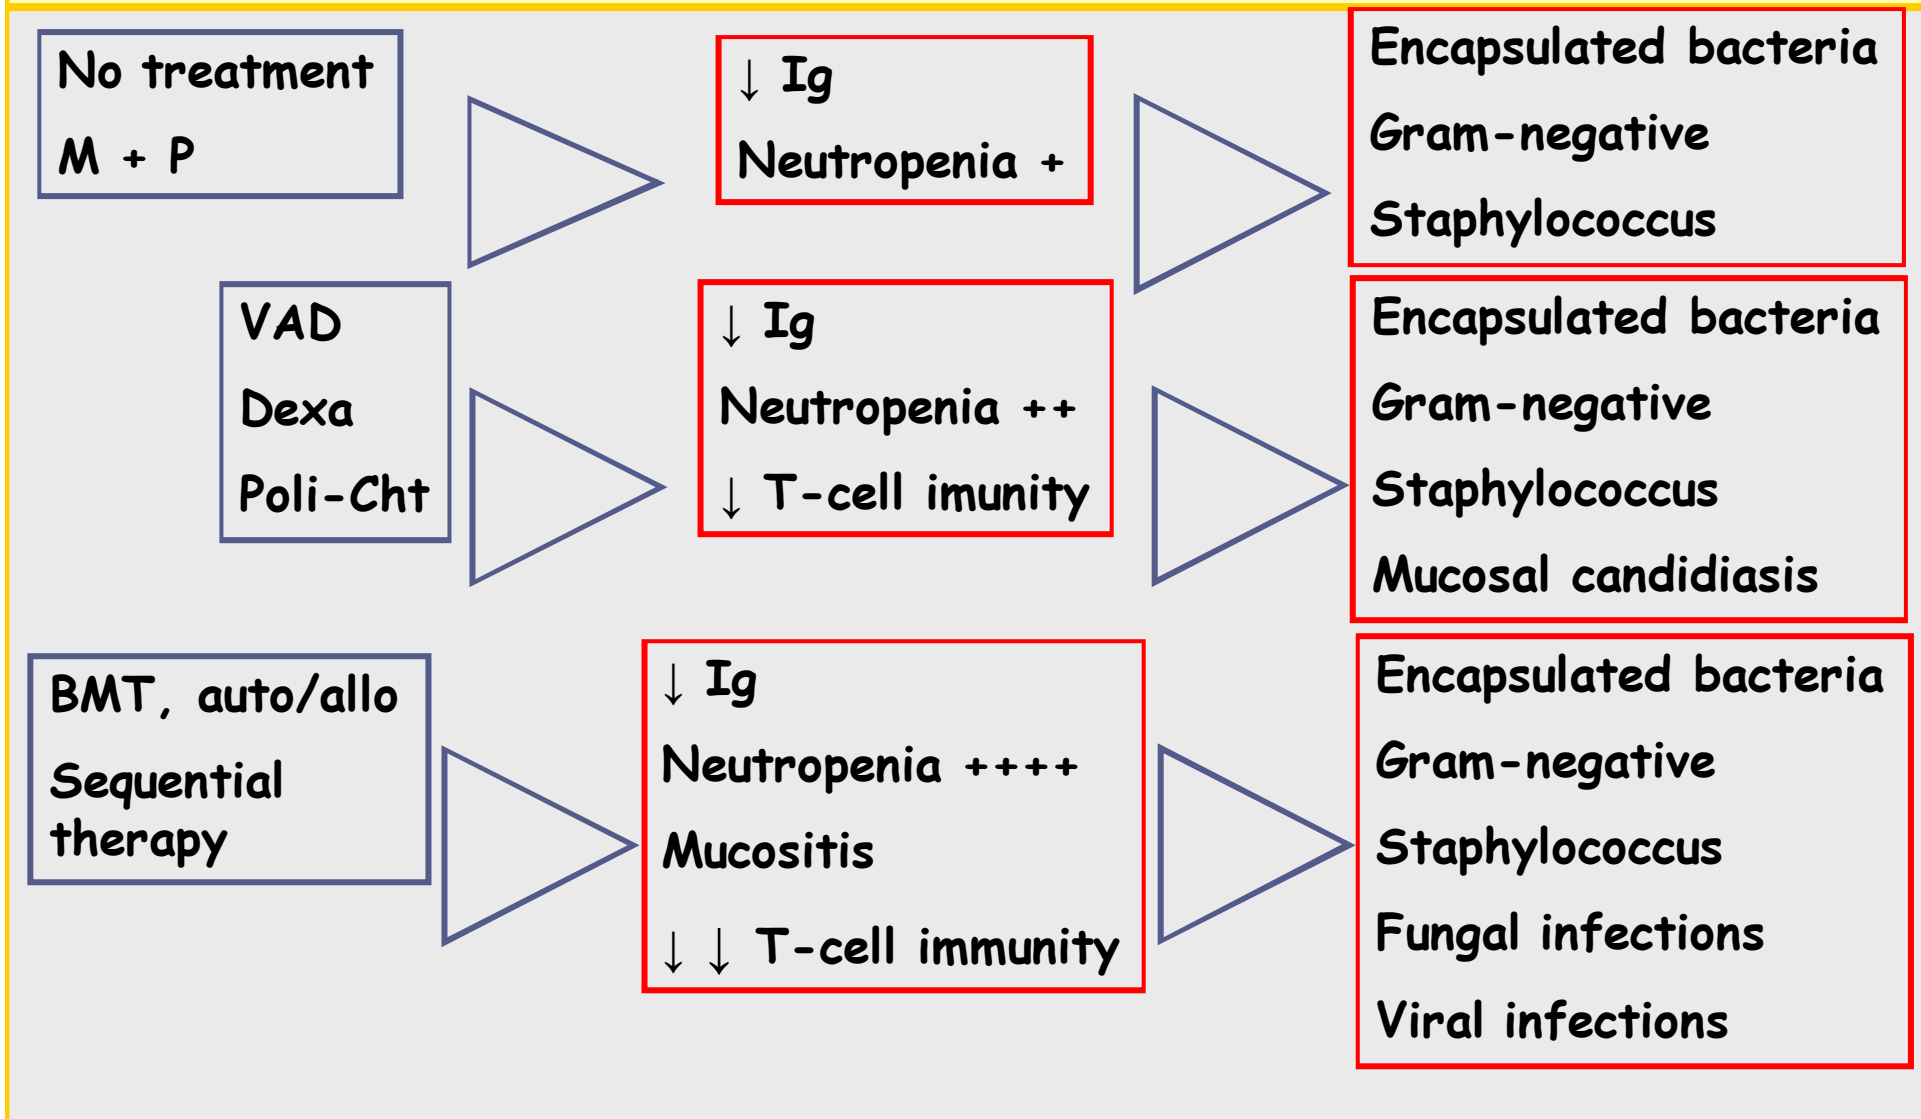 No treatment
M + P
↓ Ig
Neutropenia +
Encapsulated bacteria
Gram-negative
Staphylococcus
VAD
Dexa
Poli-Cht
↓ Ig
Neutropenia ++
↓ T-cell imunity
Encapsulated bacteria
Gram-negative
Staphylococcus
Mucosal candidiasis
BMT, auto/allo
Sequential
therapy
↓ Ig
Neutropenia ++++
Mucositis
↓ ↓ T-cell immunity
Encapsulated bacteria
Gram-negative
Staphylococcus
Fungal infections
Viral infections